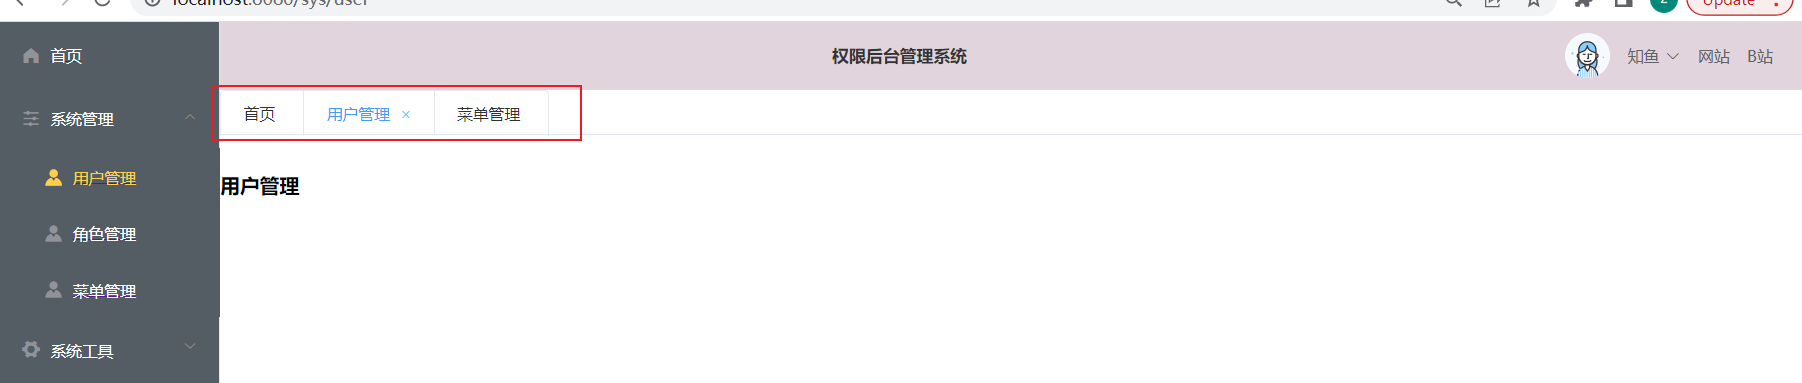 localhost:8080/sys/user
Update
z
首页
权限后台管理系统
知鱼
网站
B站
系统管理
首页
用户管理 ×
菜单管理
用户管理
用户管理
角色管理
菜单管理
系统工具